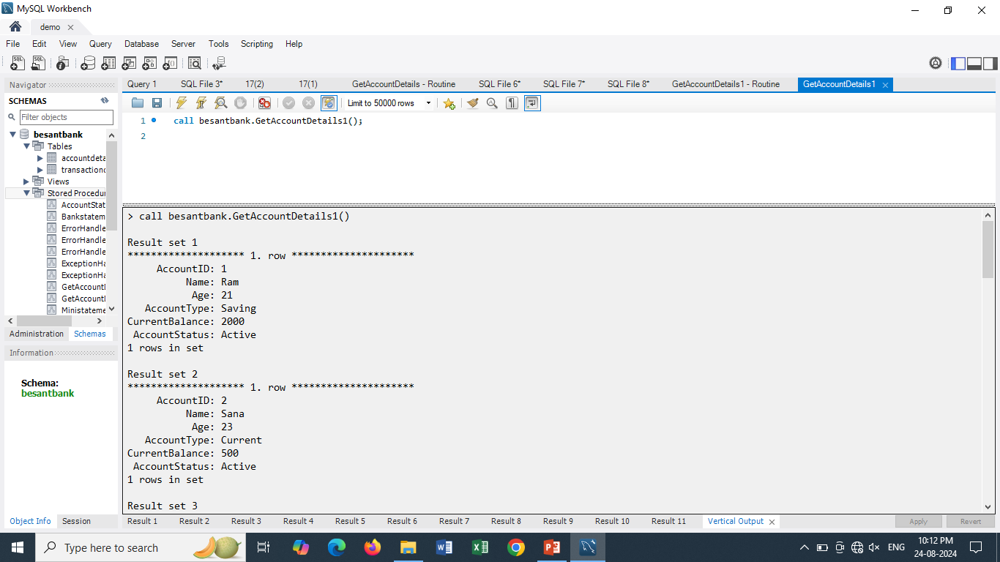 MySQL Workbench
demo
File Edit View Query Database Server Tools Scripting Help
Navigator
SCHEMAS
Filter objects
besantbank
Tables
accountdeta
transactiond
Views
Stored Procedur
AccountStat
Bankstatem
ErrorHandle
ErrorHandle
ErrorHandle
ExceptionHa
ExceptionHa
GetAccountI
GetAccountI
Ministateme
Administration Schemas
Information
Schema:
besantbank
Object Info Session
Query 1 SQL File 3* 17(2) 17(1) GetAccountDetails - Routine SQL File 6* SQL File 7* SQL File 8* GetAccountDetails1 - Routine GetAccountDetails1
Limit to 50000 rows
1 call besantbank.GetAccountDetails1();
2
> call besantbank.GetAccountDetails1()
Result set 1
******************** 1. row *********************
AccountID: 1
Name: Ram
Age: 21
AccountType: Saving
CurrentBalance: 2000
AccountStatus: Active
1 rows in set
Result set 2
******************** 1. row *********************
AccountID: 2
Name: Sana
Age: 23
AccountType: Current
CurrentBalance: 500
AccountStatus: Active
1 rows in set
Result set 3
Result 1 Result 2 Result 3 Result 4 Result 5 Result 6 Result 7 Result 8 Result 9 Result 10 Result 11 Vertical Output
Apply Revert
Type here to search
ENG
10:12 PM
24-08-2024